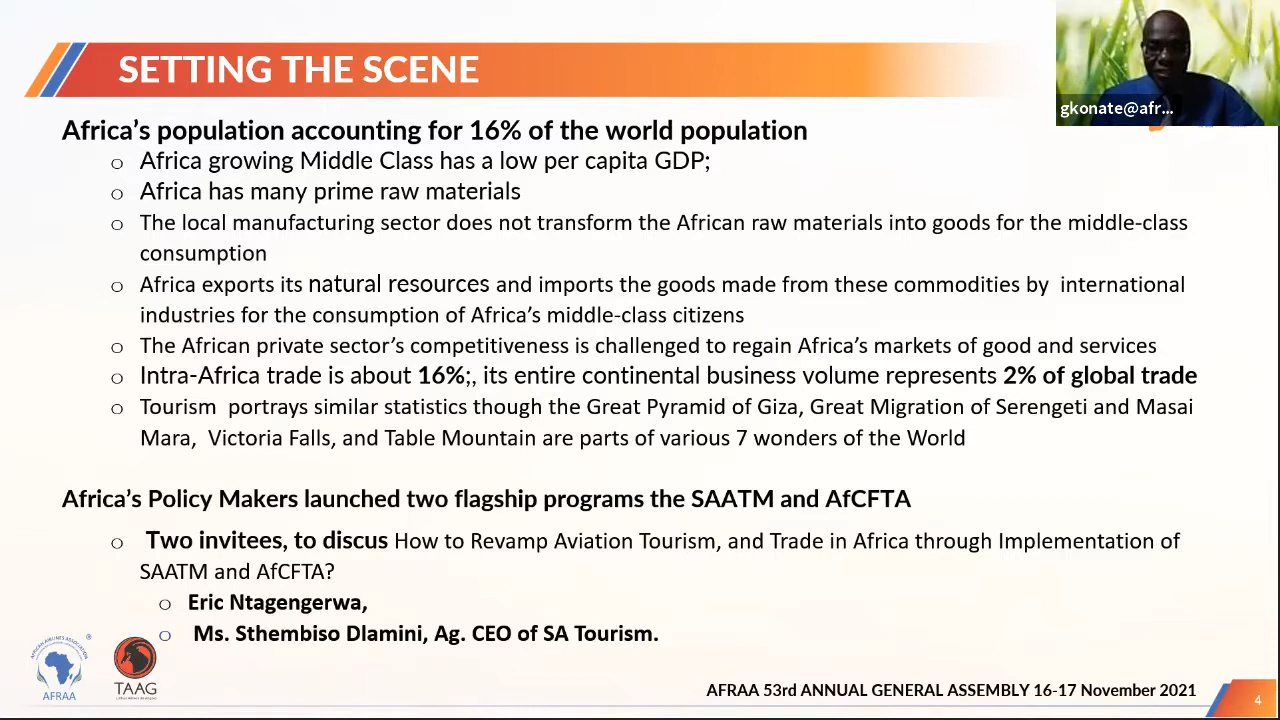 SETTING THE SCENE
gkonate@afr...
Africa's population accounting for 16% of the world population
o Africa growing Middle Class has a low per capita GDP;
o Africa has many prime raw materials
o The local manufacturing sector does not transform the African raw materials into goods for the middle-class
consumption
o Africa exports its natural resources and imports the goods made from these commodities by international
industries for the consumption of Africa's middle-class citizens
o The African private sector's competitiveness is challenged to regain Africa's markets of good and services
o Intra-Africa trade is about 16%;, its entire continental business volume represents 2% of global trade
o Tourism portrays similar statistics though the Great Pyramid of Giza, Great Migration of Serengeti and Masai
Mara, Victoria Falls, and Table Mountain are parts of various 7 wonders of the World
Africa's Policy Makers launched two flagship programs the SAATM and AfCFTA
o Two invitees, to discuss How to Revamp Aviation Tourism, and Trade in Africa through Implementation of
SAATM and AfCFTA?
o Eric Ntagengerwa,
o Ms. Sthembiso Dlamini, Ag. CEO of SA Tourism.
AFRICAN AIRLINES ASSOCIATION ®
AFRAA
TAAG
AFRAA 53rd ANNUAL GENERAL ASSEMBLY 16-17 November 2021
4